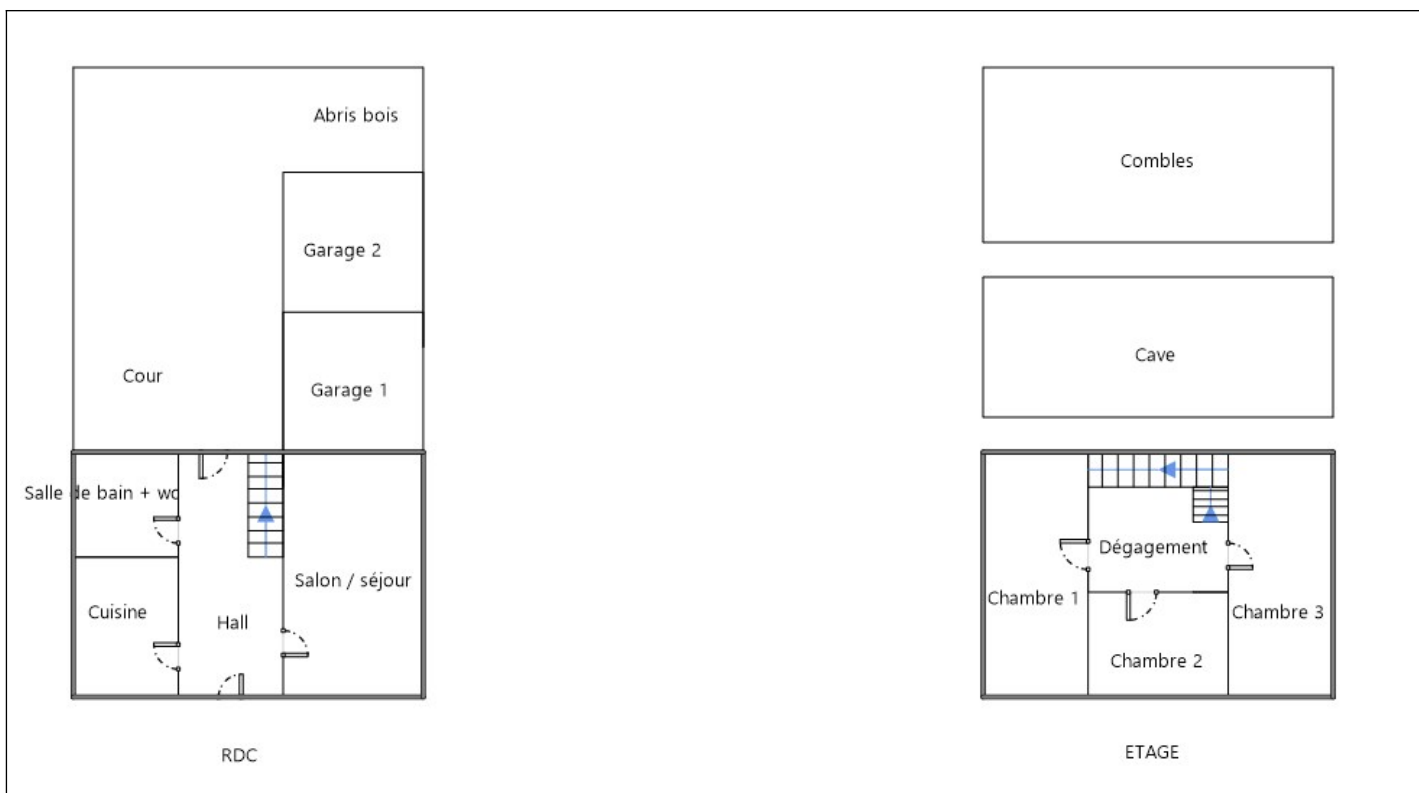 Abris bois
Garage 2
Cour
Garage 1
Salle de bain + wc
Salon / séjour
Cuisine
Hall
RDC
Combles
Cave
Dégagement
Chambre 1
Chambre 3
Chambre 2
ETAGE